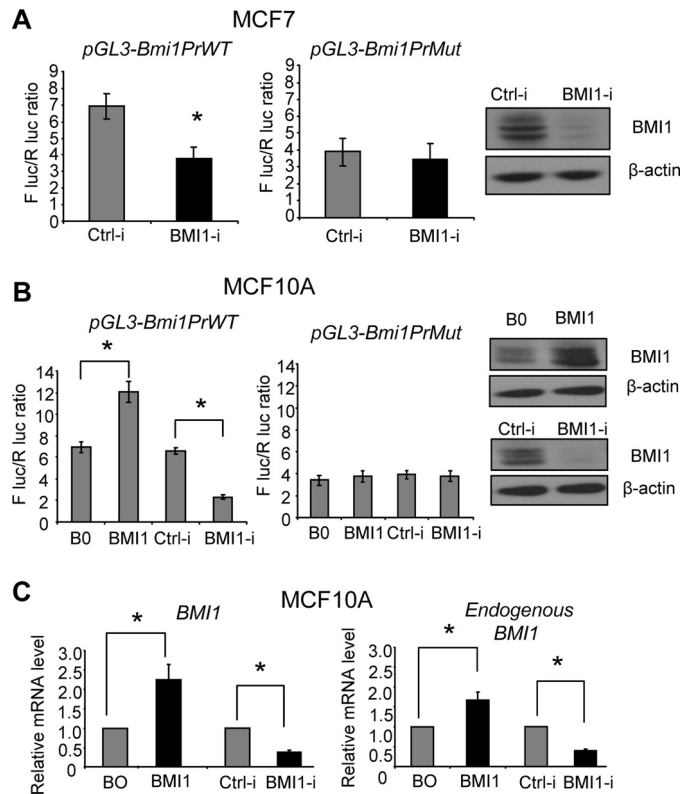 A
MCF7
pGL3-Bmi1PrWT
pGL3-Bmi1PrMut
F luc/R luc ratio
9
8
7
6
5
4
3
2
1
0
Ctrl-i
BMI1-i
F luc/R luc ratio
9
8
7
6
5
4
3
2
1
0
Ctrl-i
BMI1-i
*
Ctrl-i BMI1-i
BMI1
β-actin
B
MCF10A
pGL3-Bmi1PrWT
pGL3-Bmi1PrMut
F luc/R luc ratio
14
12
10
8
6
4
2
0
* *
B0 BMI1 Ctrl-i BMI1-i
F luc/R luc ratio
14
12
10
8
6
4
2
0
B0 BMI1 Ctrl-i BMI1-i
B0 BMI1
BMI1
β-actin
Ctrl-i BMI1-i
BMI1
β-actin
C
MCF10A
BMI1
Relative mRNA level
3.0
2.5
2.0
1.5
1.0
0.5
* *
BO BMI1 Ctrl-i BMI1-i
Endogenous
BMI1
Relative mRNA level
3.0
2.5
2.0
1.5
1.0
0.5
* *
BO BMI1 Ctrl-i BMI1-i